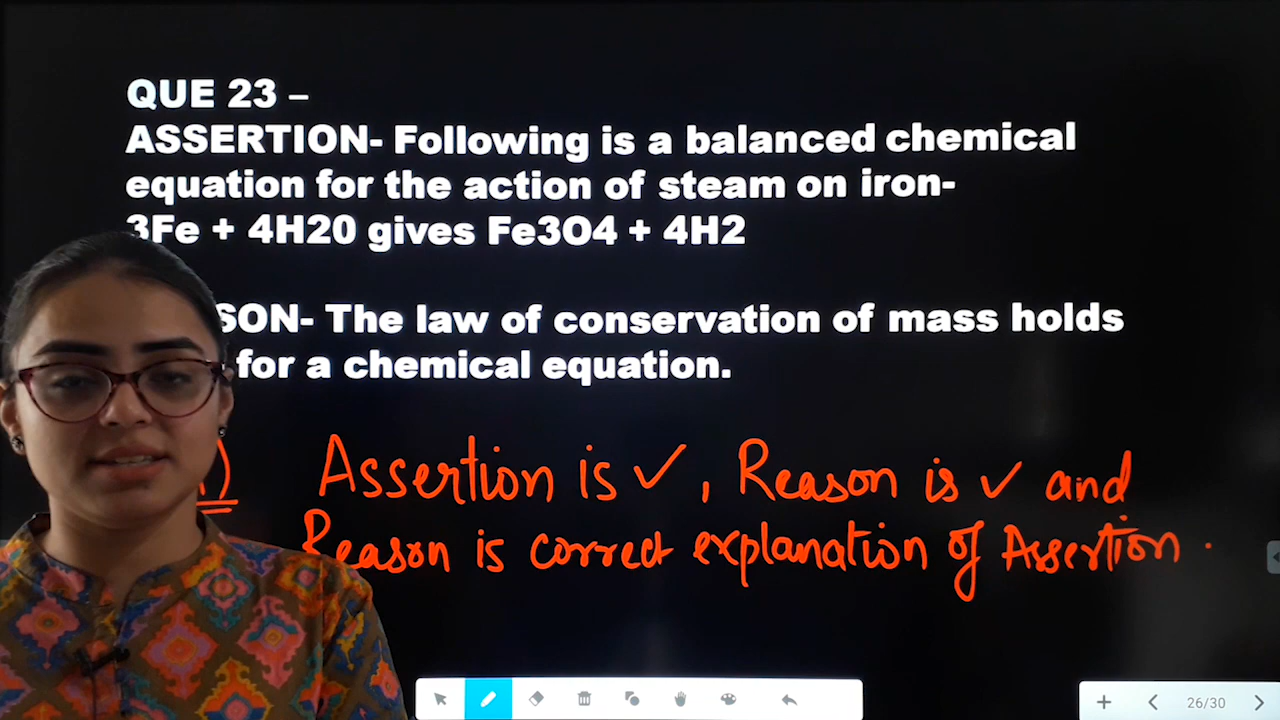 QUE 23 –
ASSERTION- Following is a balanced chemical
equation for the action of steam on iron-
3Fe + 4H20 gives Fe3O4 + 4H2
SON- The law of conservation of mass holds
for a chemical equation.
Assertion is ✓, Reason is ✓ and
Reason is correct explanation of Assertion.
26/30